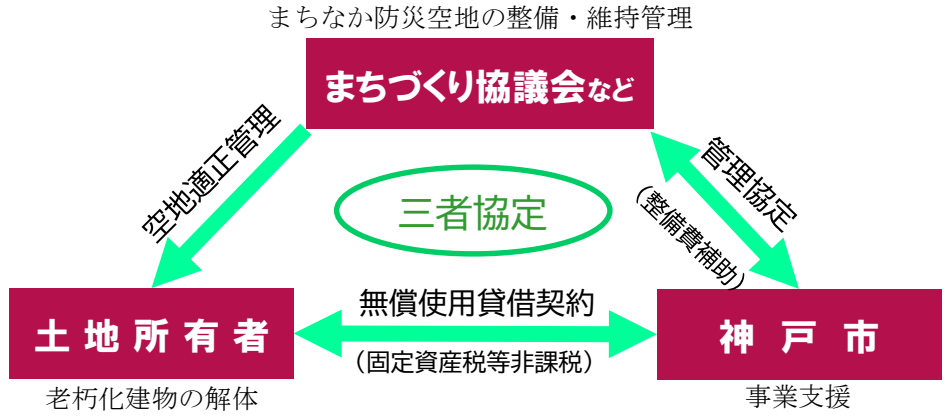 まちなか防災空地の整備・維持管理
まちづくり協議会など
空地適正管理
管理協定
（整備費補助）
三者協定
無償使用貸借契約
（固定資産税等非課税）
土地所有者
神戸市
老朽化建物の解体
事業支援